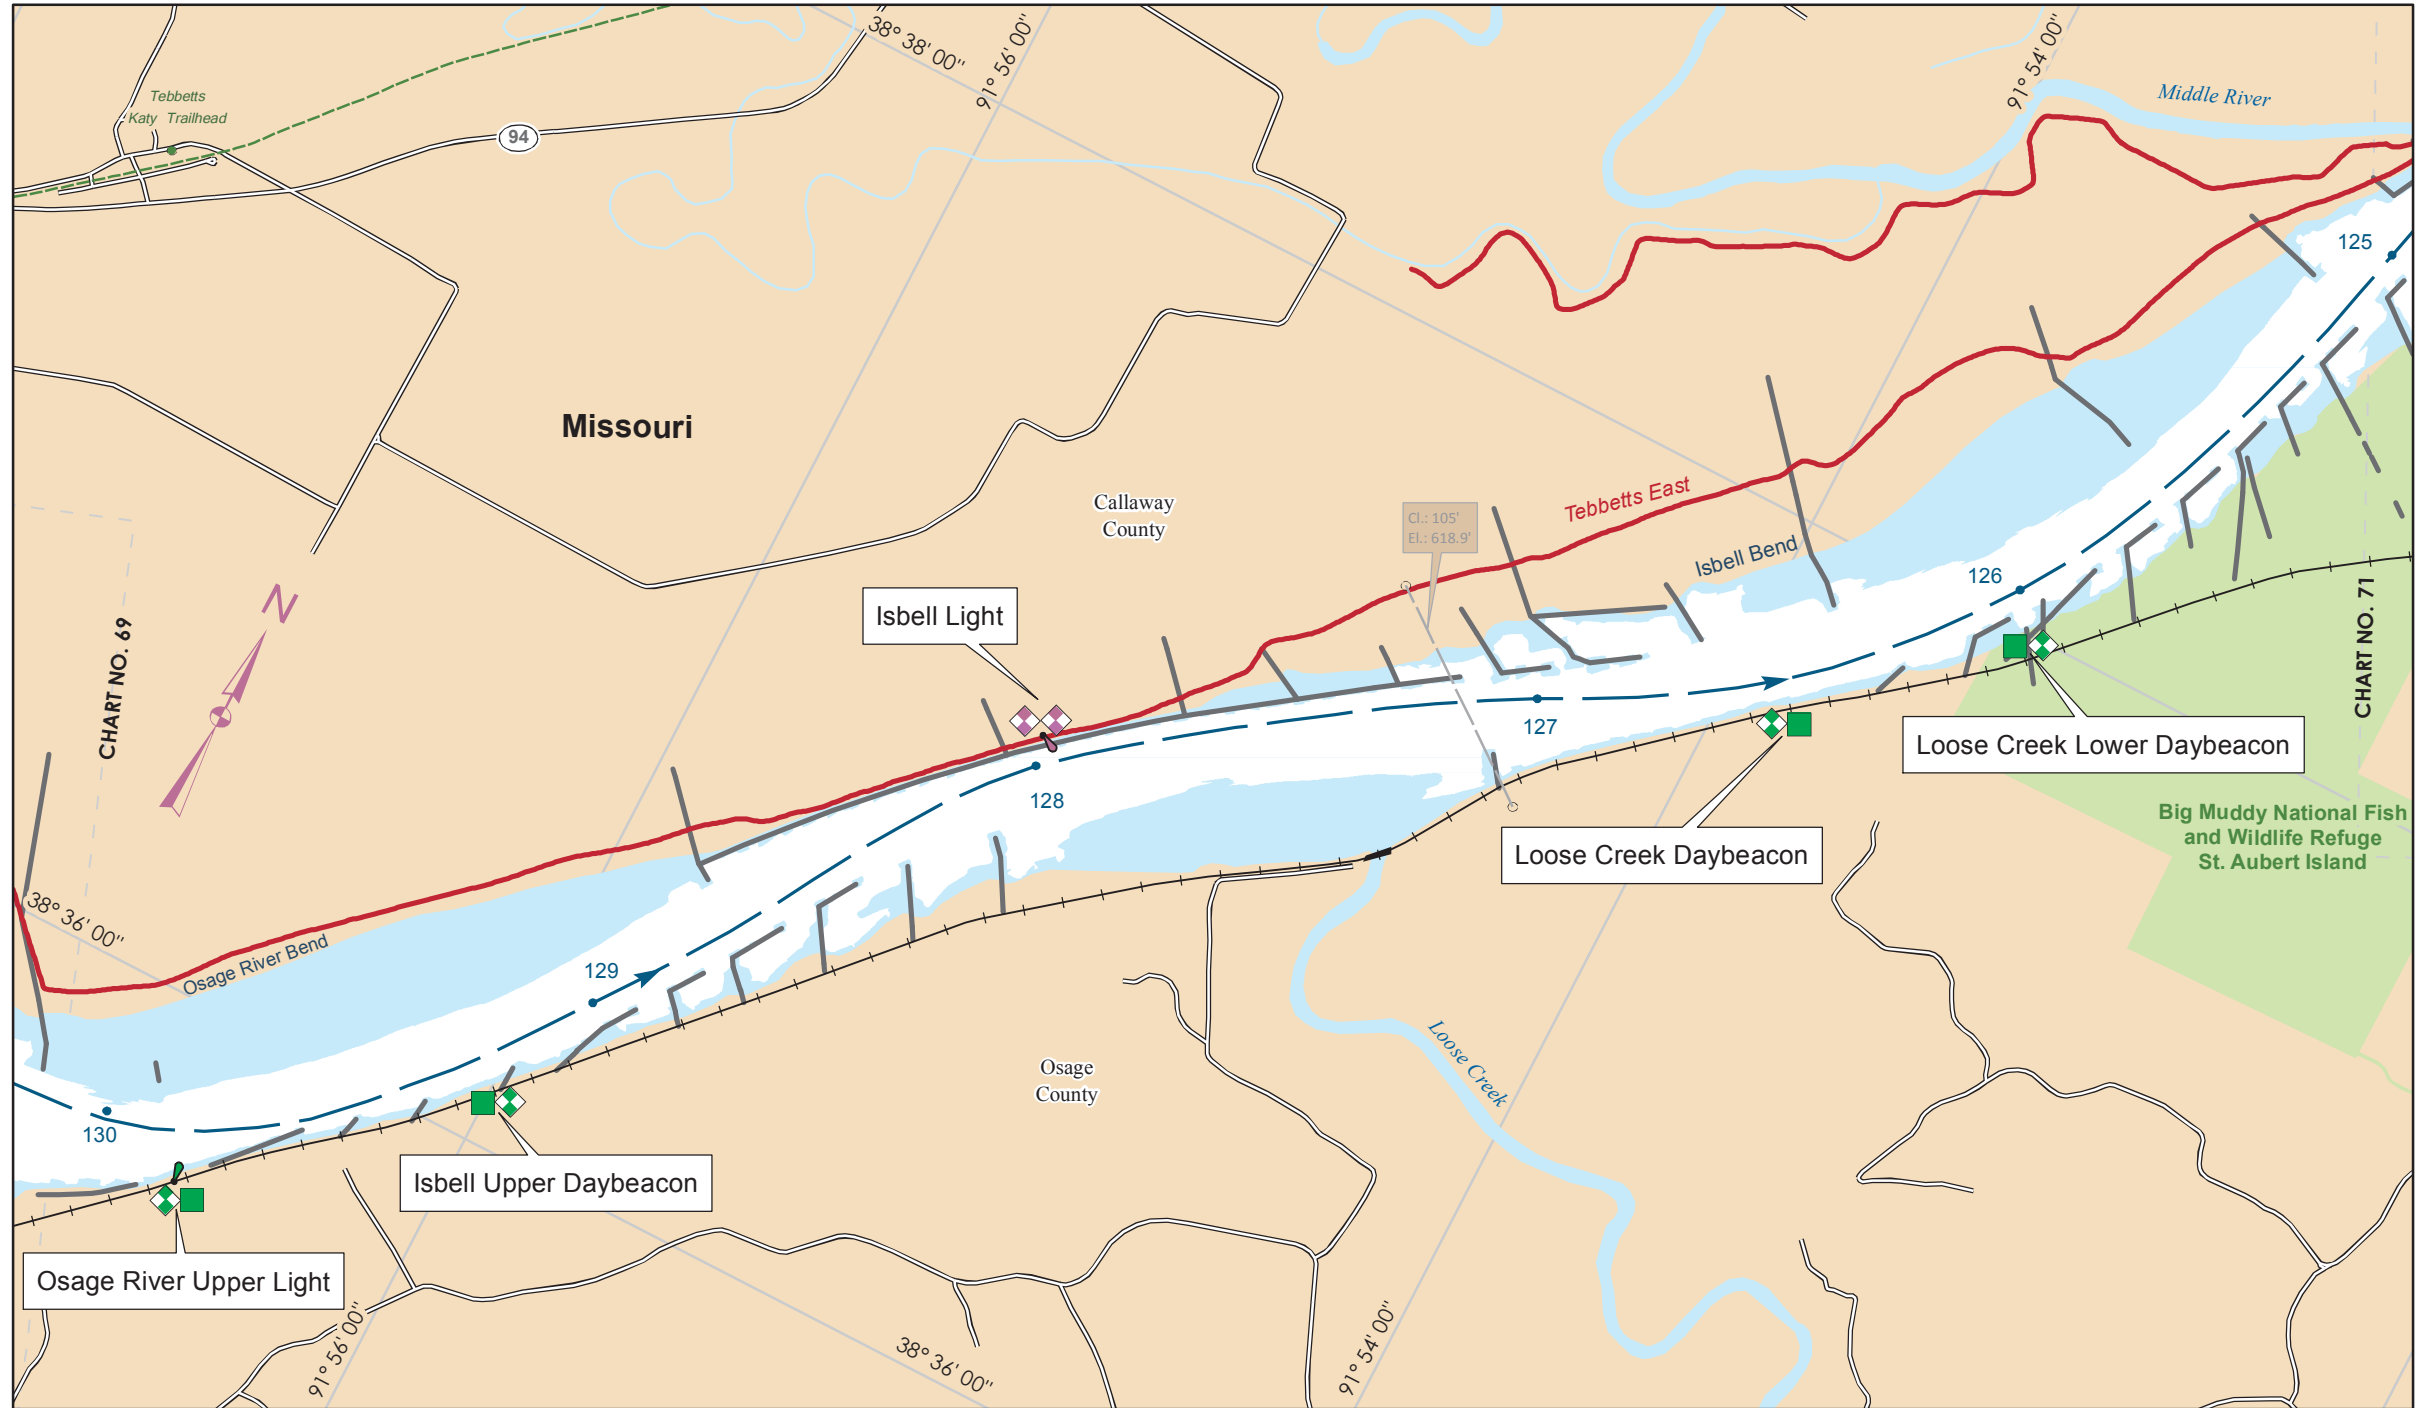 38° 38' 00"
91° 56' 00"
91° 54' 00"
Middle River
Tebbetts
Katy Trailhead
94
125
Missouri
Callaway
County
Tebbetts East
Cl.: 105'
El.: 618.9'
Isbell Bend
126
Isbell Light
N
CHART NO. 69
CHART NO. 71
127
Loose Creek Lower Daybeacon
128
Loose Creek Daybeacon
Big Muddy National Fish
and Wildlife Refuge
St. Aubert Island
38° 36' 00"
Osage River Bend
129
Osage
County
Loose Creek
130
Isbell Upper Daybeacon
Osage River Upper Light
91° 56' 00"
38° 36' 00"
91° 54' 00"